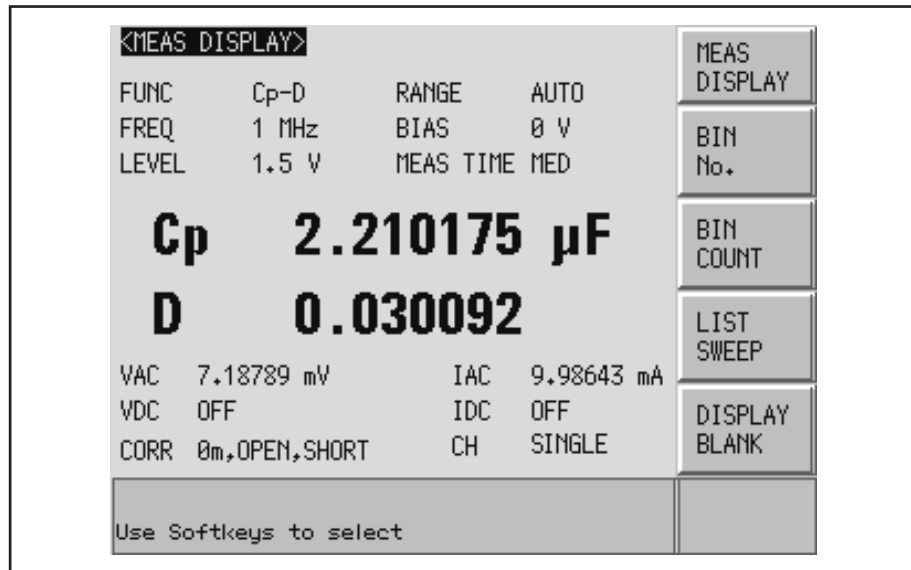 <MEAS DISPLAY>
FUNC Cp-D RANGE AUTO
FREQ 1 MHz BIAS 0 V
LEVEL 1.5 V MEAS TIME MED
Cp 2.210175 µF
D 0.030092
VAC 7.18789 mV IAC 9.98643 mA
VDC OFF IDC OFF
CORR 0m,OPEN,SHORT CH SINGLE
Use Softkeys to select
MEAS
DISPLAY
BIN
No.
BIN
COUNT
LIST
SWEEP
DISPLAY
BLANK